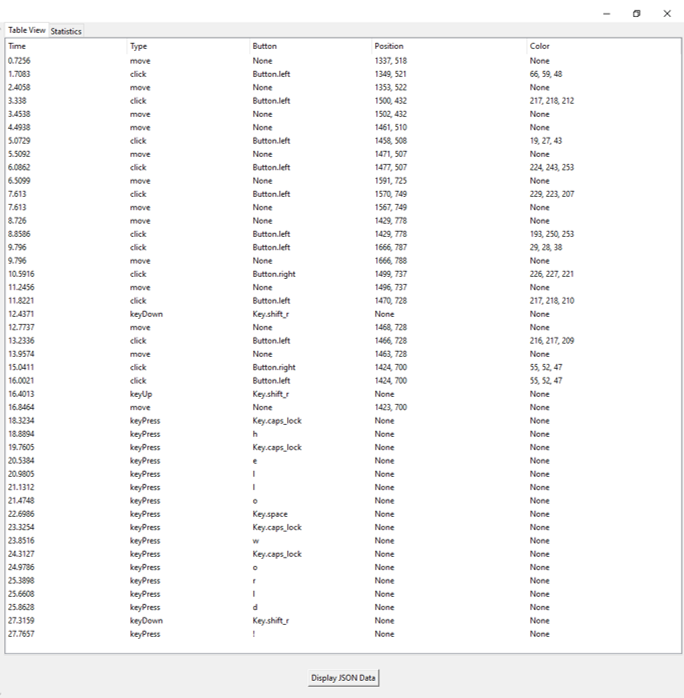 Table View Statistics
Time Type Button Position Color
0.7256 move None 1337, 518 None
1.7083 click Button.left 1349, 521 66, 59, 48
2.4058 move None 1353, 522 None
3.338 click Button.left 1500, 432 217, 218, 212
3.4538 move None 1502, 432 None
4.4938 move None 1461, 510 None
5.0729 click Button.left 1458, 508 19, 27, 43
5.5092 move None 1471, 507 None
6.0862 click Button.left 1477, 507 224, 243, 253
6.5099 move None 1591, 725 None
7.613 click Button.left 1570, 749 229, 223, 207
7.613 move None 1567, 749 None
8.726 move None 1429, 778 None
8.8586 click Button.left 1429, 778 193, 250, 253
9.796 click Button.left 1666, 787 29, 28, 38
9.796 move None 1666, 788 None
10.5916 click Button.right 1499, 737 226, 227, 221
11.2456 move None 1496, 737 None
11.8221 click Button.left 1470, 728 217, 218, 210
12.4371 keyDown Key.shift_r None None
12.7737 move None 1468, 728 None
13.2336 click Button.left 1466, 728 216, 217, 209
13.9574 move None 1463, 728 None
15.0411 click Button.right 1424, 700 55, 52, 47
16.0021 click Button.left 1424, 700 55, 52, 47
16.4013 keyUp Key.shift_r None None
16.8464 move None 1423, 700 None
18.3234 keyPress Key.caps_lock None None
18.8894 keyPress h None None
19.7605 keyPress Key.caps_lock None None
20.5384 keyPress e None None
20.9805 keyPress l None None
21.1312 keyPress l None None
21.4748 keyPress o None None
22.6986 keyPress Key.space None None
23.3254 keyPress Key.caps_lock None None
23.8516 keyPress w None None
24.3127 keyPress Key.caps_lock None None
24.9786 keyPress o None None
25.3898 keyPress r None None
25.6608 keyPress l None None
25.8628 keyPress d None None
27.3159 keyDown Key.shift_r None None
27.7657 keyPress ! None None
Display JSON Data